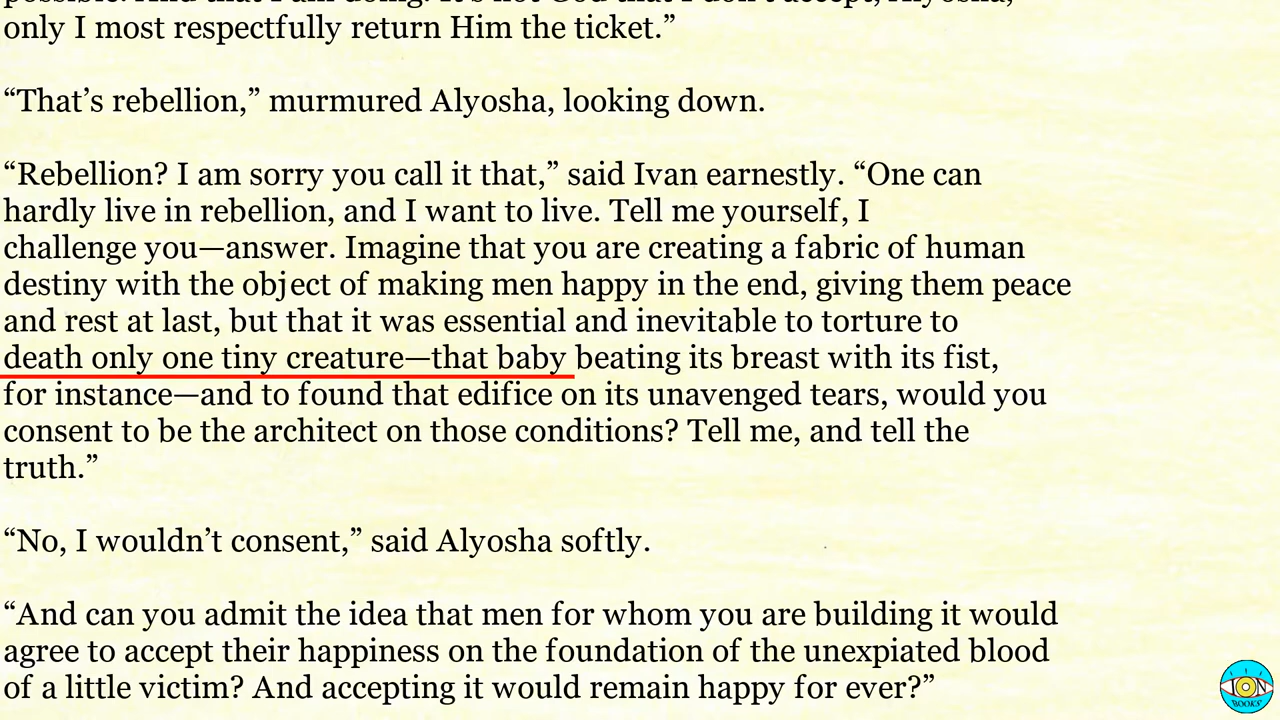 only I most respectfully return Him the ticket.”
“That’s rebellion,” murmured Alyosha, looking down.
“Rebellion? I am sorry you call it that,” said Ivan earnestly. “One can
hardly live in rebellion, and I want to live. Tell me yourself, I
challenge you—answer. Imagine that you are creating a fabric of human
destiny with the object of making men happy in the end, giving them peace
and rest at last, but that it was essential and inevitable to torture to
death only one tiny creature—that baby beating its breast with its fist,
for instance—and to found that edifice on its unavenged tears, would you
consent to be the architect on those conditions? Tell me, and tell the
truth.”
“No, I wouldn’t consent,” said Alyosha softly.
“And can you admit the idea that men for whom you are building it would
agree to accept their happiness on the foundation of the unexpiated blood
of a little victim? And accepting it would remain happy for ever?”
ION
BOOKS